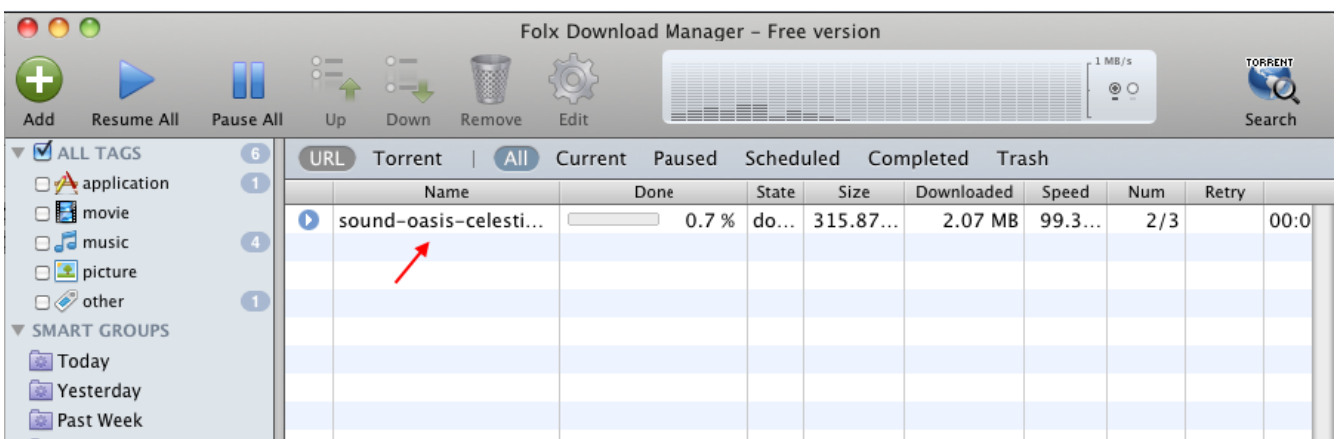 Folx Download Manager – Free version
1 MB/s
TORRENT
Add Resume All Pause All Up Down Remove Edit Search
ALL TAGS 6
URL Torrent | All Current Paused Scheduled Completed Trash
application 1
Name Done State Size Downloaded Speed Num Retry
movie
sound-oasis-celesti... 0.7 % do... 315.87... 2.07 MB 99.3... 2/3 00:0
music 4
picture
other 1
SMART GROUPS
Today
Yesterday
Past Week